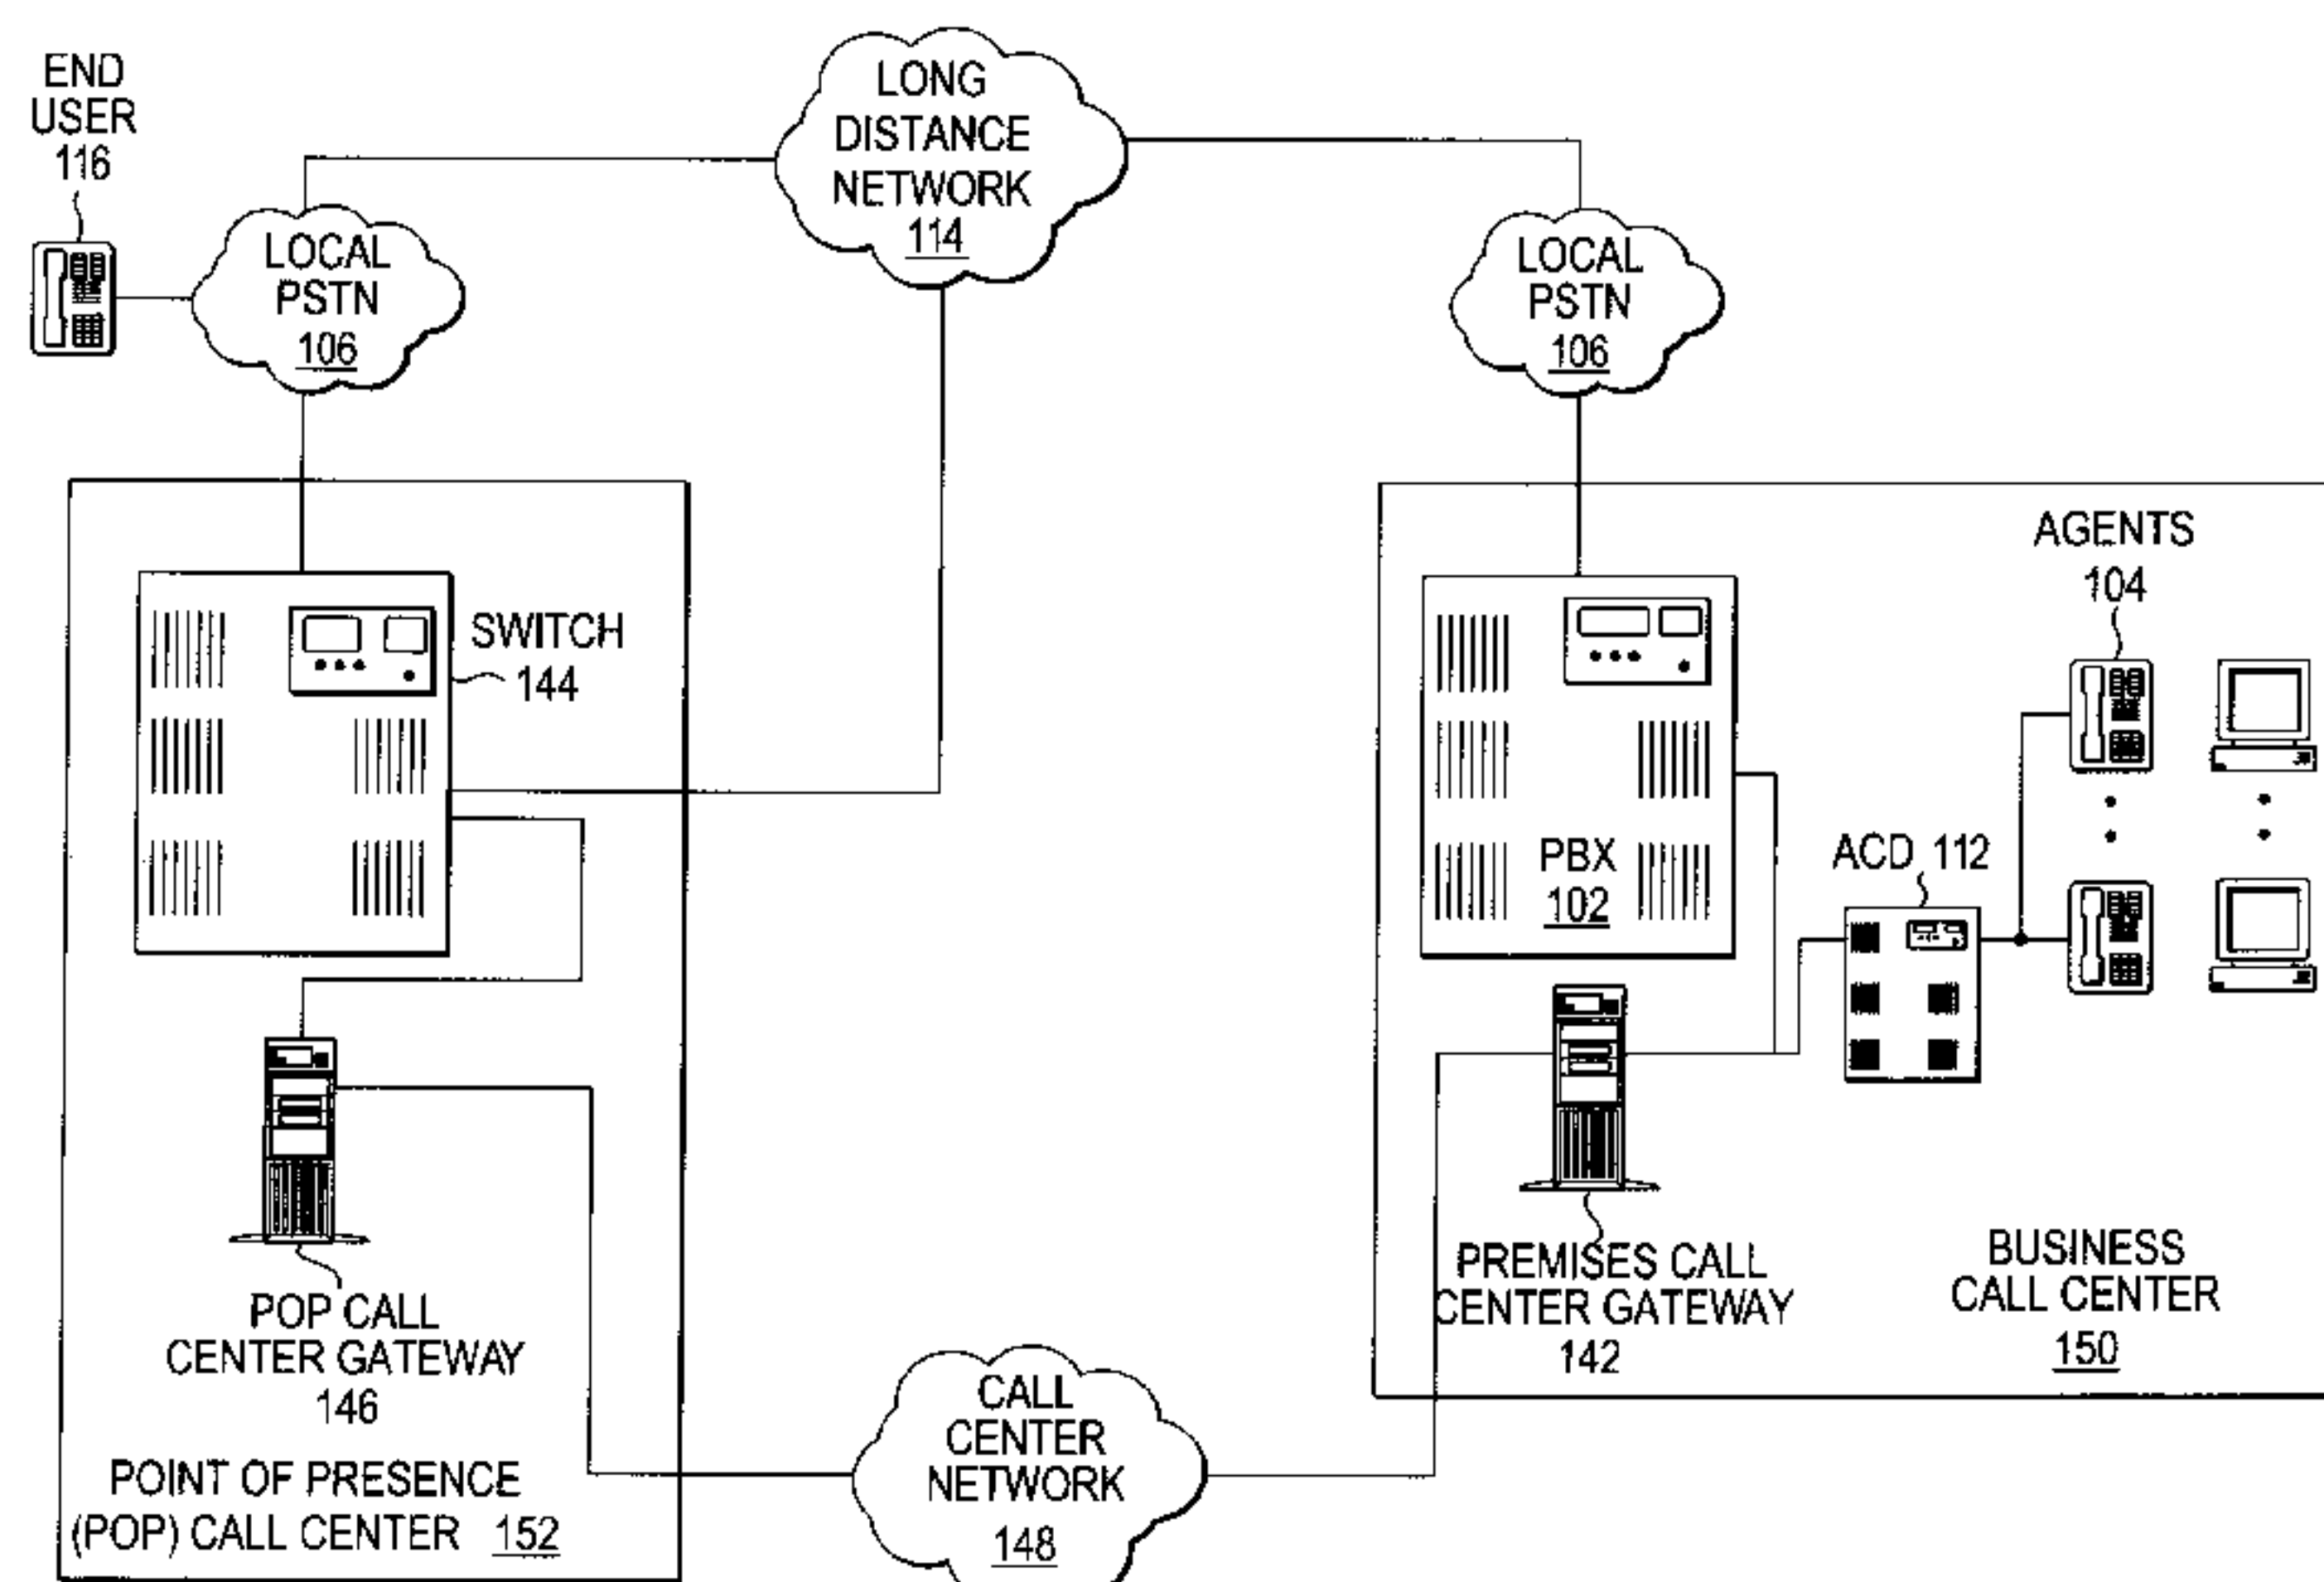 END
USER
116
LONG
DISTANCE
NETWORK
114
LOCAL
PSTN
106
LOCAL
PSTN
106
SWITCH
144
AGENTS
104
PBX
102
ACD 112
POP CALL
CENTER GATEWAY
146
POINT OF PRESENCE
(POP) CALL CENTER 152
PREMISES CALL
CENTER GATEWAY
142
BUSINESS
CALL CENTER
150
CALL
CENTER
NETWORK
148